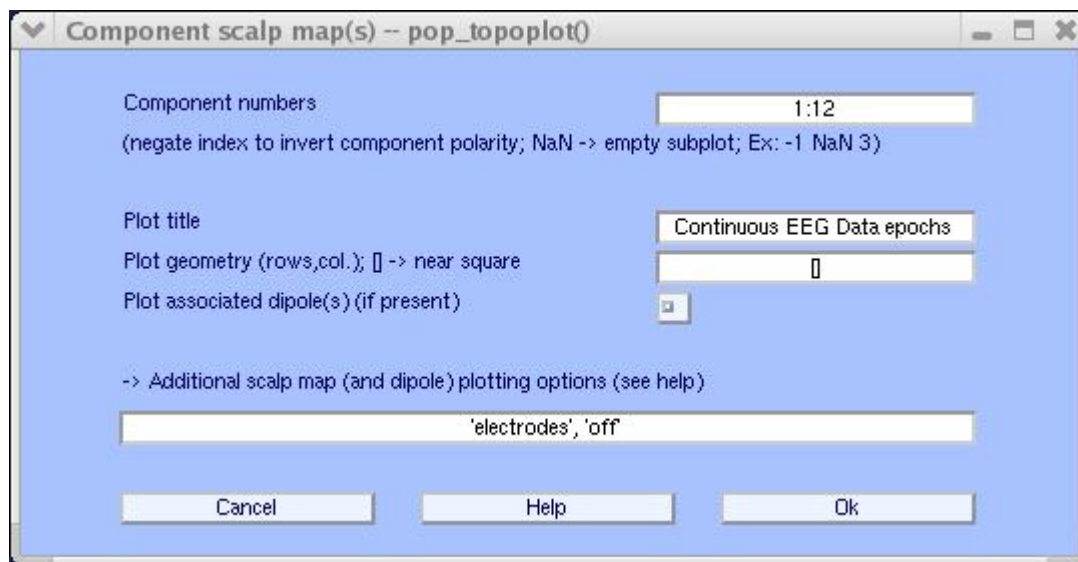 Component scalp map(s) -- pop_topoplot()
Component numbers 1:12
(negate index to invert component polarity; NaN -> empty subplot; Ex: -1 NaN 3)
Plot title Continuous EEG Data epochs
Plot geometry (rows,col.); [] -> near square []
Plot associated dipole(s) (if present)
-> Additional scalp map (and dipole) plotting options (see help)
'electrodes', 'off'
Cancel Help Ok